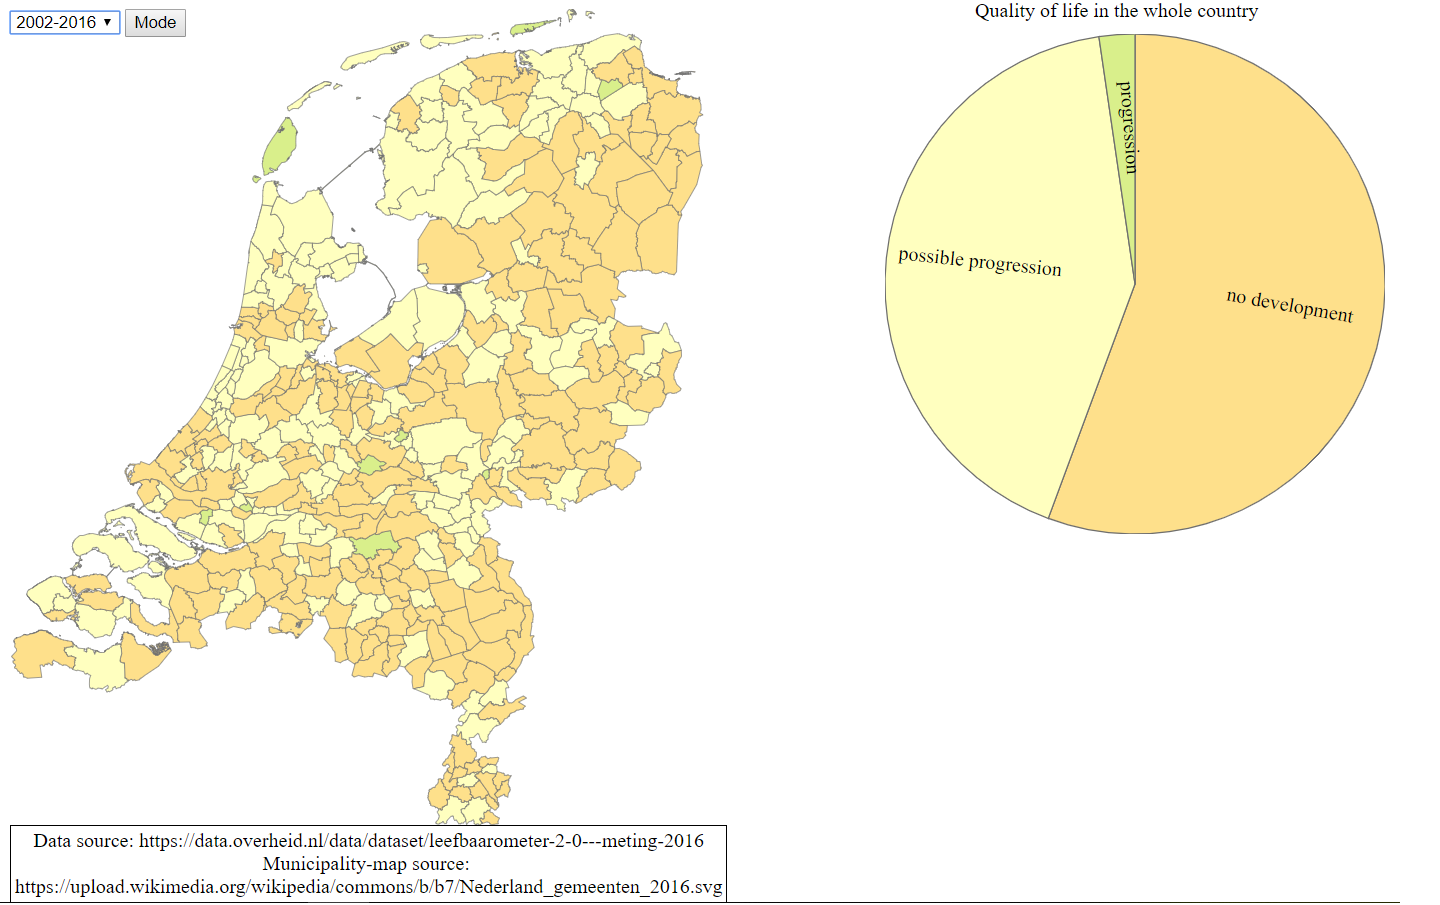 2002-2016
Mode
Quality of life in the whole country
progression
possible progression
no development
Data source: https://data.overheid.nl/data/dataset/leefbaarometer-2-0---meting-2016
Municipality-map source:
https://upload.wikimedia.org/wikipedia/commons/b/b7/Nederland_gemeenten_2016.svg